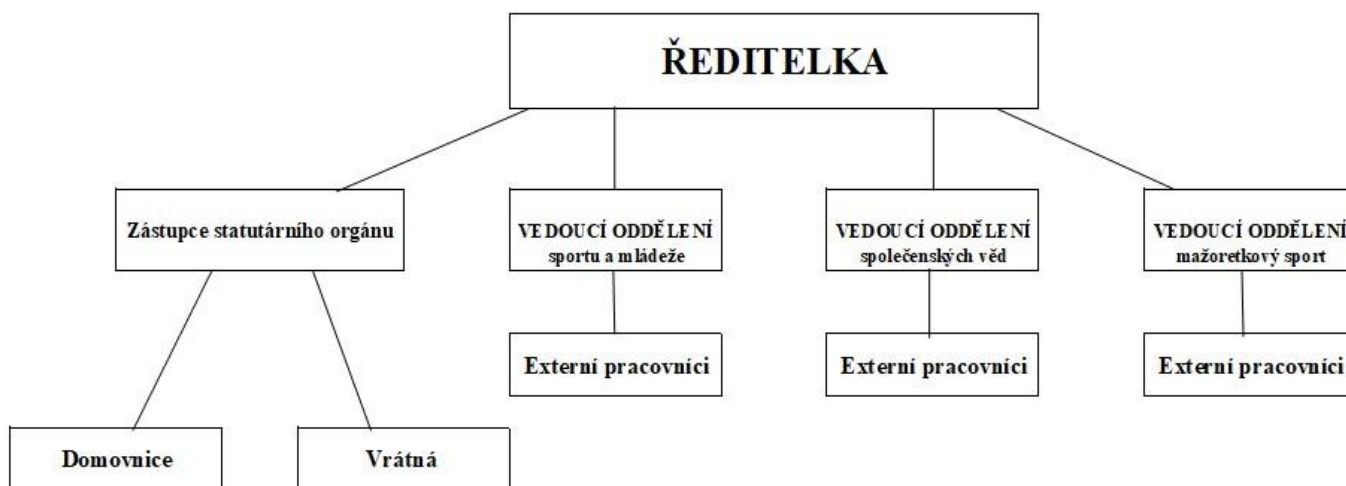 ŘEDITELKA
Zástupce statutárního orgánu
VEDOUCÍ ODDĚLENÍ
sportu a mládeže
VEDOUCÍ ODDĚLENÍ
společenských věd
VEDOUCÍ ODDĚLENÍ
mažoretkový sport
Externí pracovníci
Externí pracovníci
Externí pracovníci
Domovnice
Vrátná